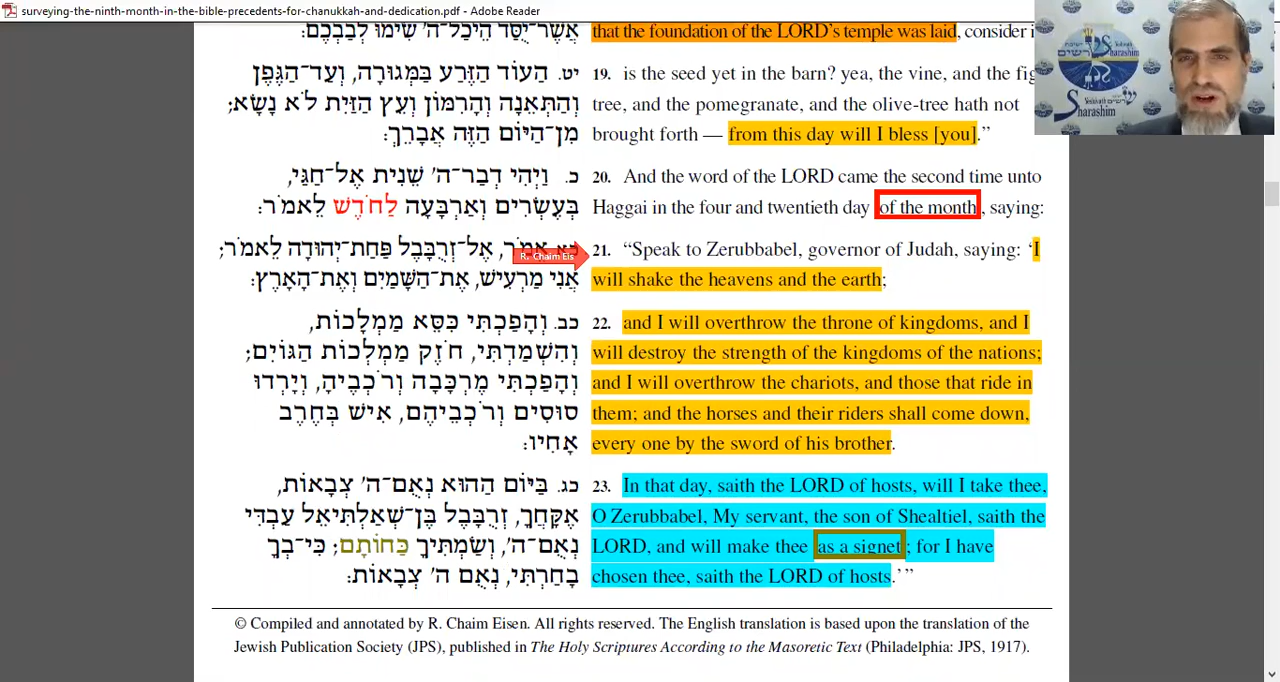 surveying-the-ninth-month-in-the-bible-precedents-for-chanukkah-and-dedication.pdf - Adobe Reader
אֲשֶׁר־יֻסַּד הֵיכַל־ה' שִׂימוּ לְבַבְכֶם׃
that the foundation of the LORD’s temple was laid, consider i
יט. הַעוֹד הַזֶּרַע בַּמְּגוּרָה, וְעַד־הַגֶּפֶן
וְהַתְּאֵנָה וְהָרִמּוֹן וְעֵץ הַזַּיִת לֹא נָשָׂא;
מִן־הַיּוֹם הַזֶּה אֲבָרֵךְ׃
19. is the seed yet in the barn? yea, the vine, and the fig
tree, and the pomegranate, and the olive-tree hath not
brought forth — from this day will I bless [you].”
כ. וַיְהִי דְבַר־ה' שֵׁנִית אֶל־חַגַּי,
בְּעֶשְׂרִים וְאַרְבָּעָה לַחֹדֶשׁ לֵאמֹר׃
20. And the word of the LORD came the second time unto
Haggai in the four and twentieth day of the month, saying:
כא. אֱמֹר, אֶל־זְרֻבָּבֶל פַּחַת־יְהוּדָה לֵאמֹר;
אֲנִי מַרְעִישׁ, אֶת־הַשָּׁמַיִם וְאֶת־הָאָרֶץ׃
R. Chaim Eis
21. “Speak to Zerubbabel, governor of Judah, saying: ‘I
will shake the heavens and the earth;
כב. וְהָפַכְתִּי כִּסֵּא מַמְלָכוֹת,
וְהִשְׁמַדְתִּי, חֹזֶק מַמְלְכוֹת הַגּוֹיִם;
וְהָפַכְתִּי מֶרְכָּבָה וְרֹכְבֶיהָ, וְיָרְדוּ
סוּסִים וְרֹכְבֵיהֶם, אִישׁ בְּחֶרֶב
אָחִיו׃
22. and I will overthrow the throne of kingdoms, and I
will destroy the strength of the kingdoms of the nations;
and I will overthrow the chariots, and those that ride in
them; and the horses and their riders shall come down,
every one by the sword of his brother.
כג. בַּיּוֹם הַהוּא נְאֻם־ה' צְבָאוֹת,
אֶקָּחֲךָ, זְרֻבָּבֶל בֶּן־שְׁאַלְתִּיאֵל עַבְדִּי
נְאֻם־ה', וְשַׂמְתִּיךָ כַּחוֹתָם; כִּי־בְךָ
בָחַרְתִּי, נְאֻם ה' צְבָאוֹת׃
23. In that day, saith the LORD of hosts, will I take thee,
O Zerubbabel, My servant, the son of Shealtiel, saith the
LORD, and will make thee as a signet; for I have
chosen thee, saith the LORD of hosts.’ ”
© Compiled and annotated by R. Chaim Eisen. All rights reserved. The English translation is based upon the translation of the
Jewish Publication Society (JPS), published in The Holy Scriptures According to the Masoretic Text (Philadelphia: JPS, 1917).
Yeshivath
Sharashim